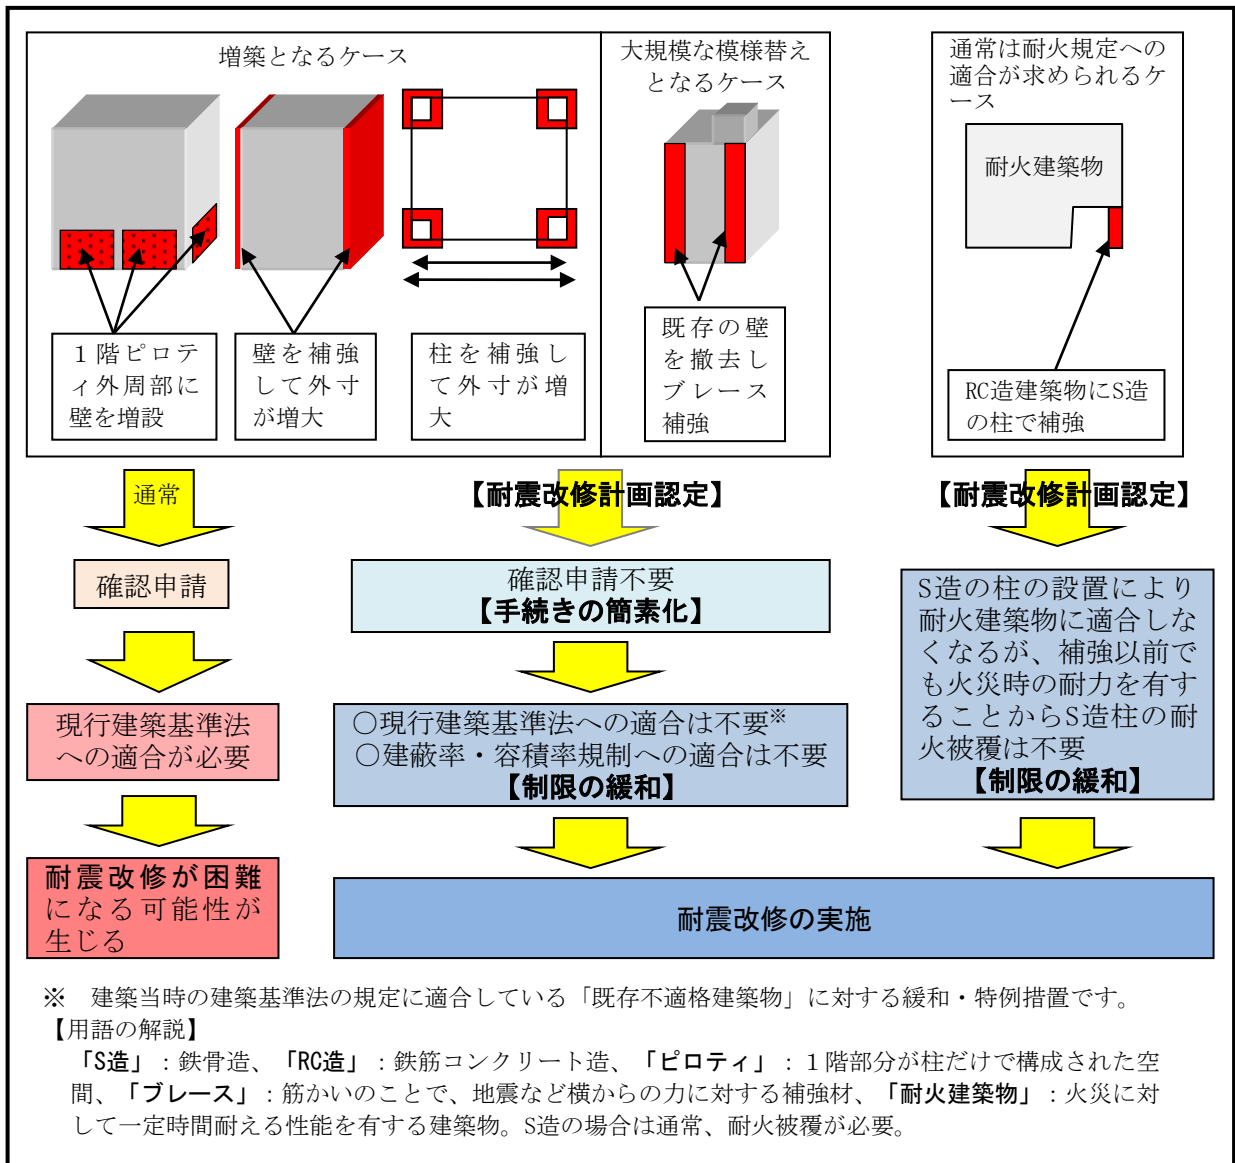 増築となるケース
１階ピロテ
ィ外周部に
壁を増設
壁を補強
して外寸
が増大
柱を補強し
て外寸が増
大
大規模な模様替え
となるケース
既存の壁
を撤去し
ブレース
補強
通常は耐火規定への
適合が求められるケ
ース
耐火建築物
RC造建築物にS造
の柱で補強
通常
確認申請
現行建築基準法
への適合が必要
耐震改修が困難
になる可能性が
生じる
【耐震改修計画認定】
確認申請不要
【手続きの簡素化】
○現行建築基準法への適合は不要※
○建蔽率・容積率規制への適合は不要
【制限の緩和】
【耐震改修計画認定】
S造の柱の設置により
耐火建築物に適合しな
くなるが、補強以前で
も火災時の耐力を有す
ることからS造柱の耐
火被覆は不要
【制限の緩和】
耐震改修の実施
※　建築当時の建築基準法の規定に適合している「既存不適格建築物」に対する緩和・特例措置です。
【用語の解説】
「S造」：鉄骨造、「RC造」：鉄筋コンクリート造、「ピロティ」：１階部分が柱だけで構成された空
間、「ブレース」：筋かいのことで、地震など横からの力に対する補強材、「耐火建築物」：火災に対
して一定時間耐える性能を有する建築物。S造の場合は通常、耐火被覆が必要。